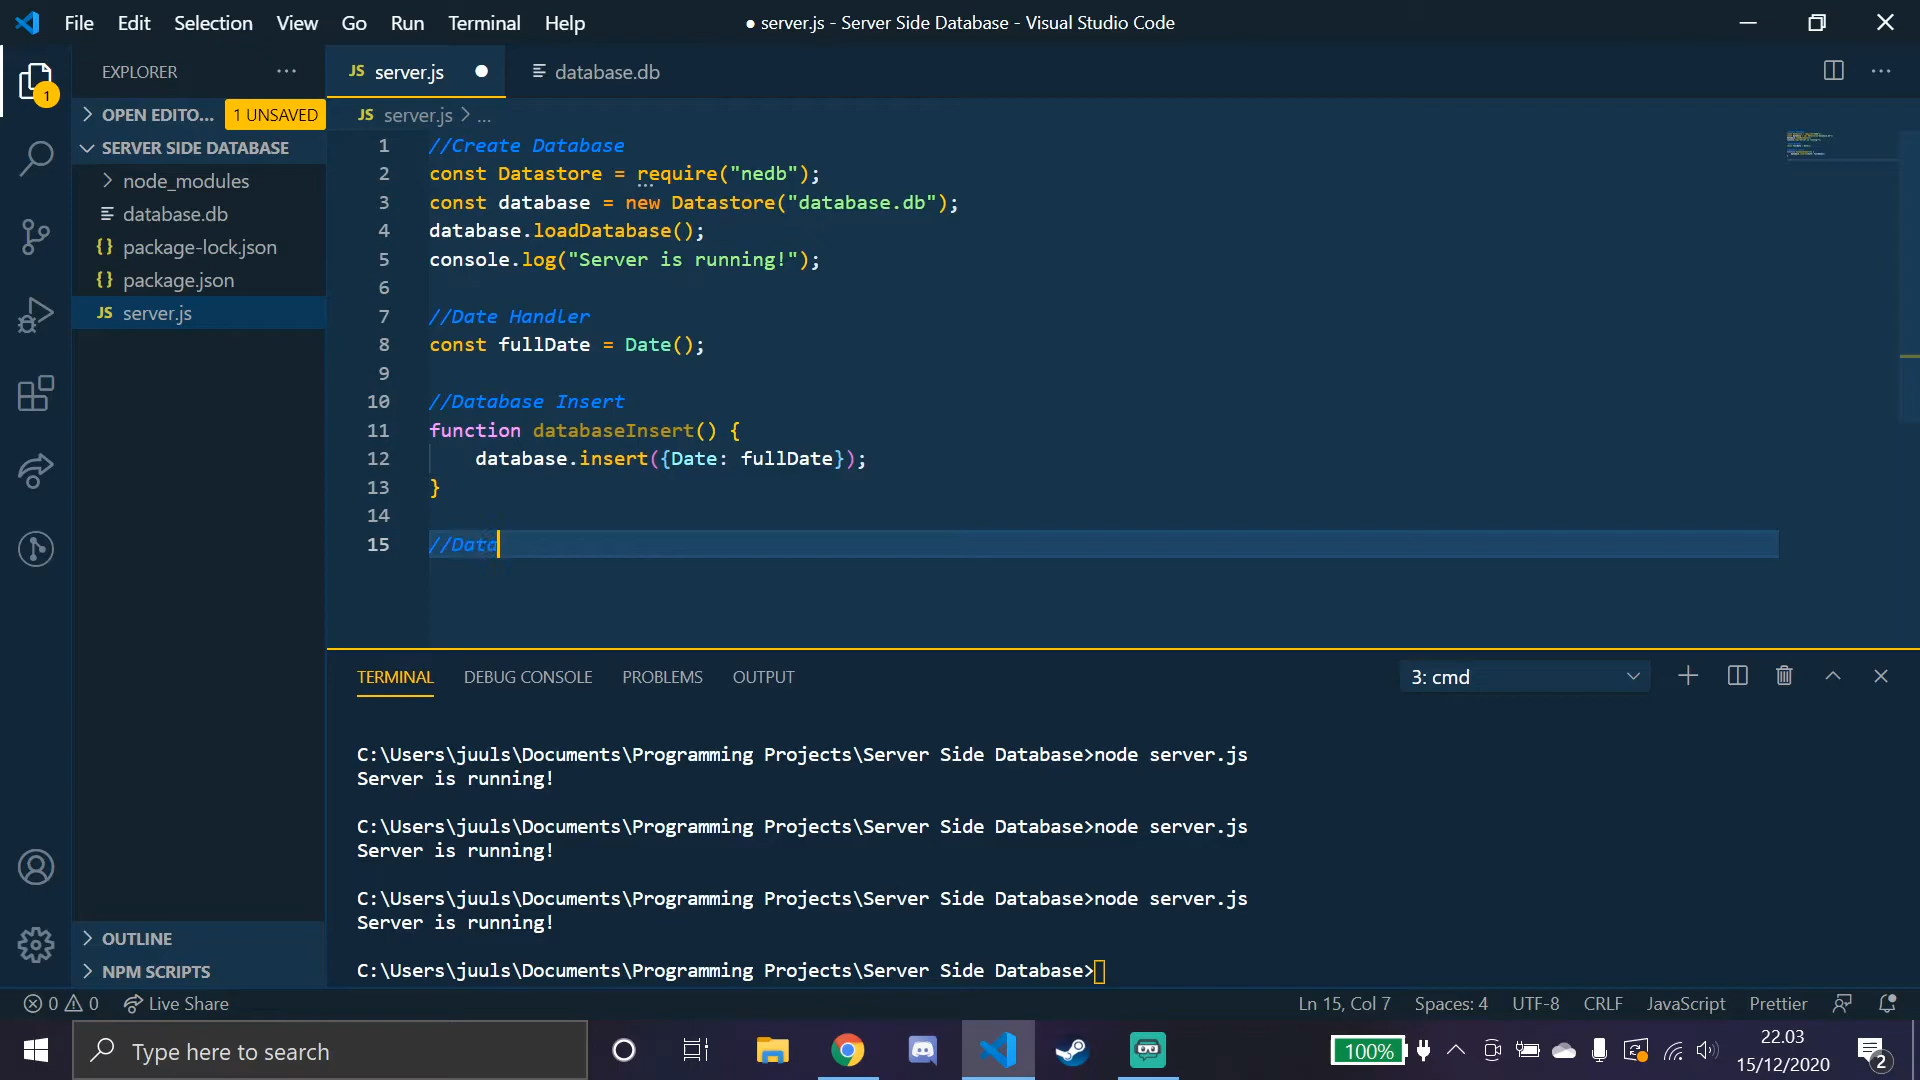 File Edit Selection View Go Run Terminal Help
● server.js - Server Side Database - Visual Studio Code
EXPLORER
JS server.js
database.db
1
OPEN EDITO... 1 UNSAVED
JS server.js > ...
SERVER SIDE DATABASE
node_modules
database.db
{} package-lock.json
{} package.json
JS server.js
1 //Create Database
2 const Datastore = require("nedb");
3 const database = new Datastore("database.db");
4 database.loadDatabase();
5 console.log("Server is running!");
6
7 //Date Handler
8 const fullDate = Date();
9
10 //Database Insert
11 function databaseInsert() {
12     database.insert({Date: fullDate});
13 }
14
15 //Data
TERMINAL DEBUG CONSOLE PROBLEMS OUTPUT
3: cmd
C:\Users\juuls\Documents\Programming Projects\Server Side Database>node server.js
Server is running!
C:\Users\juuls\Documents\Programming Projects\Server Side Database>node server.js
Server is running!
C:\Users\juuls\Documents\Programming Projects\Server Side Database>node server.js
Server is running!
C:\Users\juuls\Documents\Programming Projects\Server Side Database>
OUTLINE
NPM SCRIPTS
0 0 Live Share
Ln 15, Col 7 Spaces: 4 UTF-8 CRLF JavaScript Prettier
Type here to search
100%
22.03
15/12/2020
2